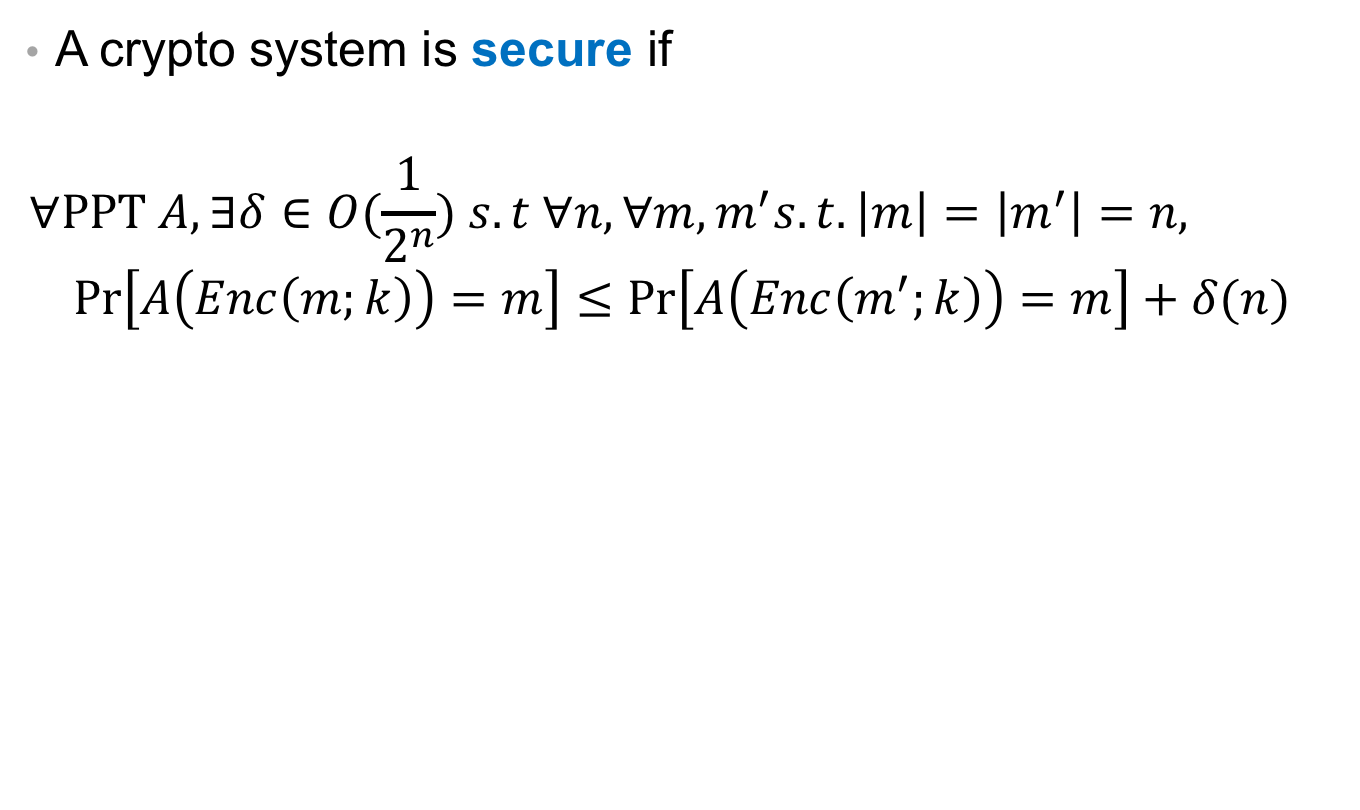 • A crypto system is secure if
∀PPT A, ∃δ ∈ O(1/2ⁿ) s.t ∀n, ∀m, m′s.t. |m| = |m′| = n,
Pr[A(Enc(m; k)) = m] ≤ Pr[A(Enc(m′; k)) = m] + δ(n)